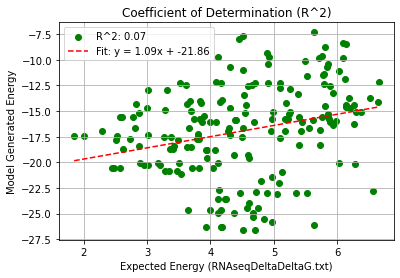 Coefficient of Determination (R^2)
R^2: 0.07
Fit: y = 1.09x + -21.86
Model Generated Energy
-7.5
-10.0
-12.5
-15.0
-17.5
-20.0
-22.5
-25.0
-27.5
2 3 4 5 6
Expected Energy (RNAseqDeltaDeltaG.txt)